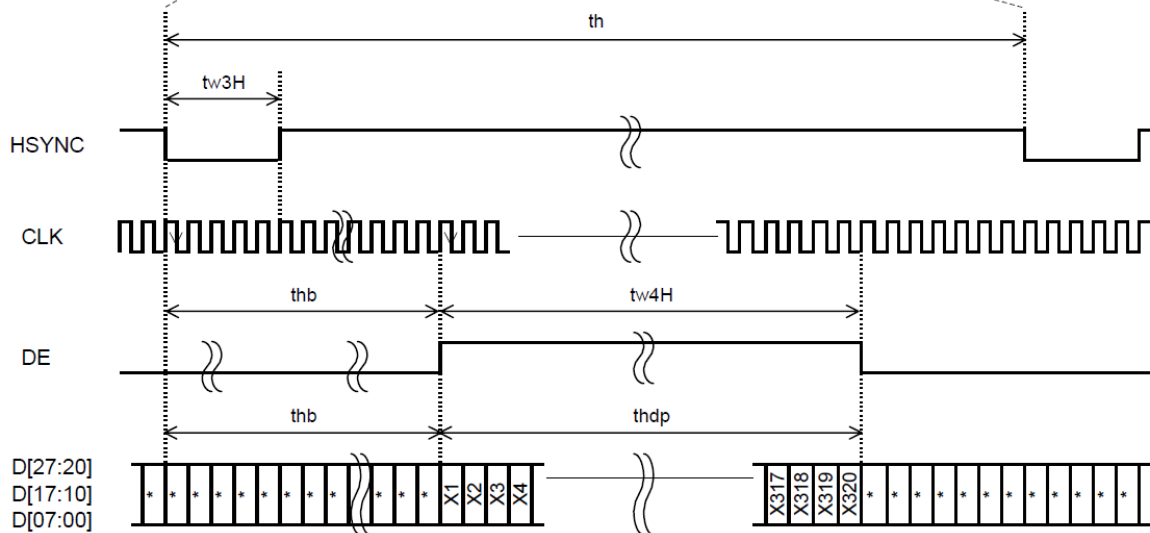 th
tw3H
HSYNC
CLK
thb tw4H
DE
thb thdp
D[27:20]
D[17:10] * * * * * * * * * * * X1 X2 X3 X4 X317 X318 X319 X320 * * * * * * * * * * * *
D[07:00]